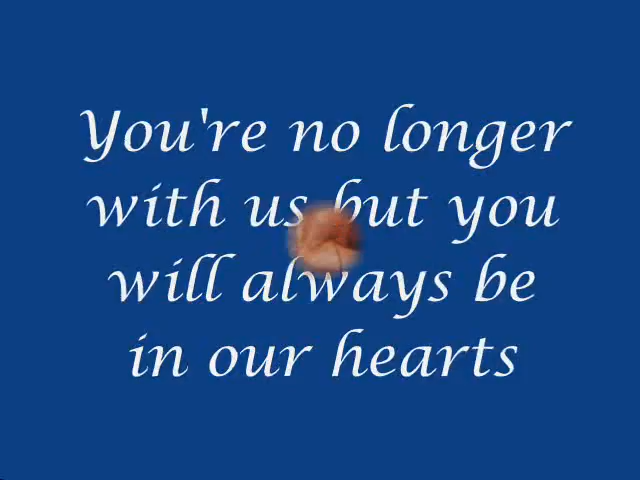 You're no longer
with us but you
will always be
in our hearts